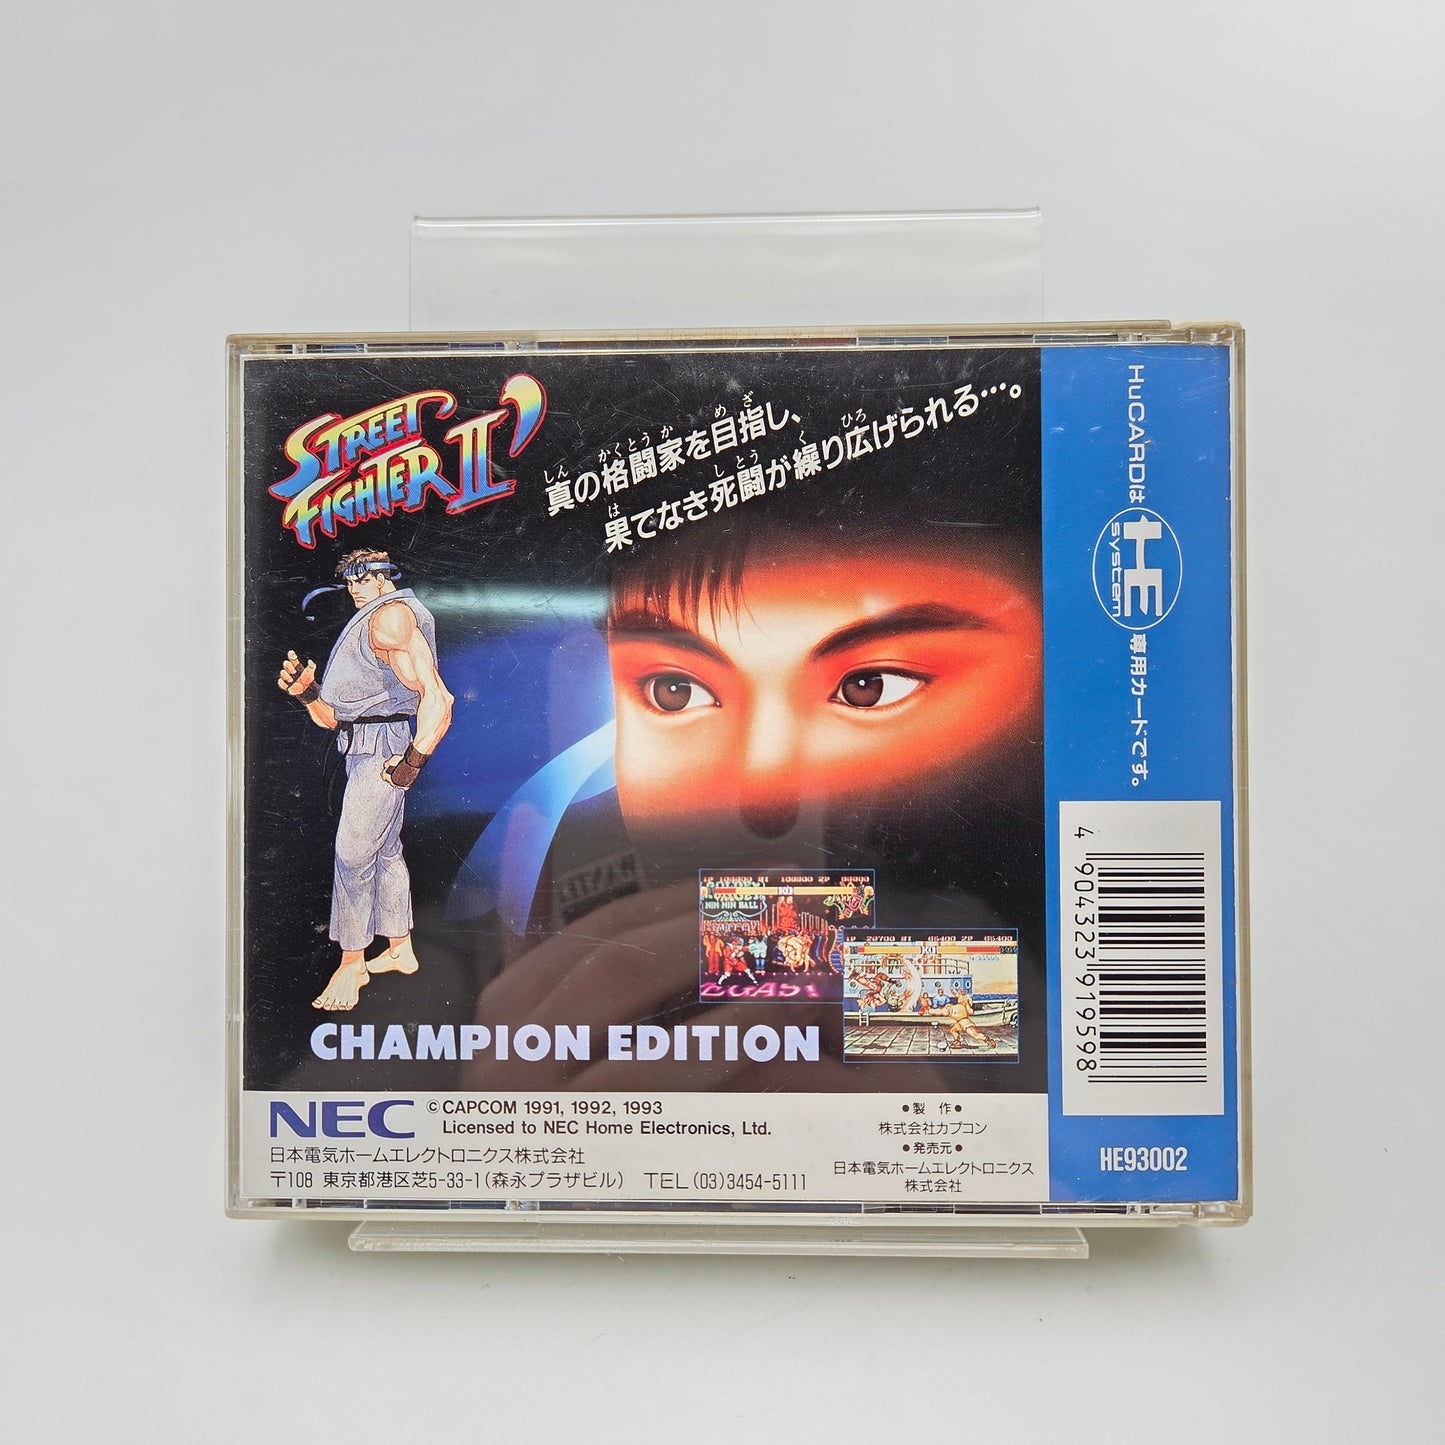 STREET
FIGHTER II'
真の格闘家を目指し、
果てなき死闘が繰り広げられる…。
CHAMPION EDITION
NEC
©CAPCOM 1991, 1992, 1993
Licensed to NEC Home Electronics, Ltd.
日本電気ホームエレクトロニクス株式会社
〒108 東京都港区芝5-33-1(森永プラザビル) TEL(03)3454-5111
●製 作●
株式会社カプコン
●発売元●
日本電気ホームエレクトロニクス
株式会社
HuCARDは HE system 専用カードです。
4 904323 919598
HE93002